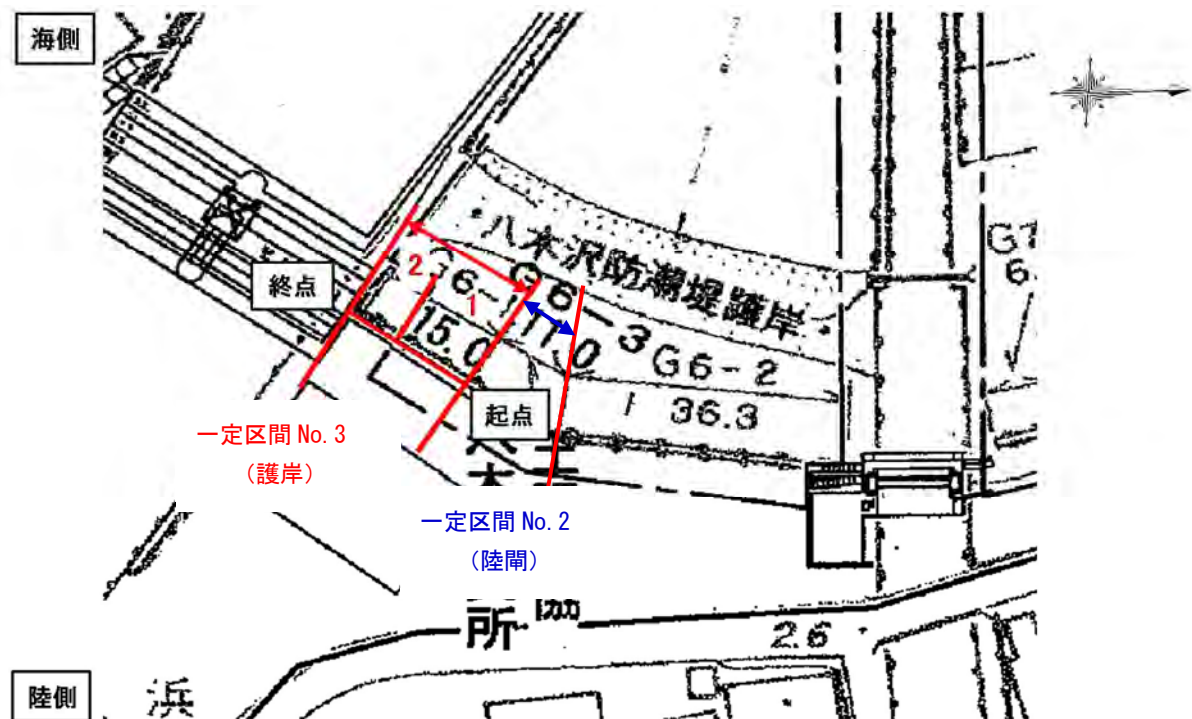 海側
八木沢防潮堤護岸
G7
6.
終点
2
G6-1
1
15.0
G6-3
11.0
G6-2
36.3
起点
一定区間 No.3
(護岸)
一定区間 No.2
(陸閘)
協
所
2.6
陸側
浜